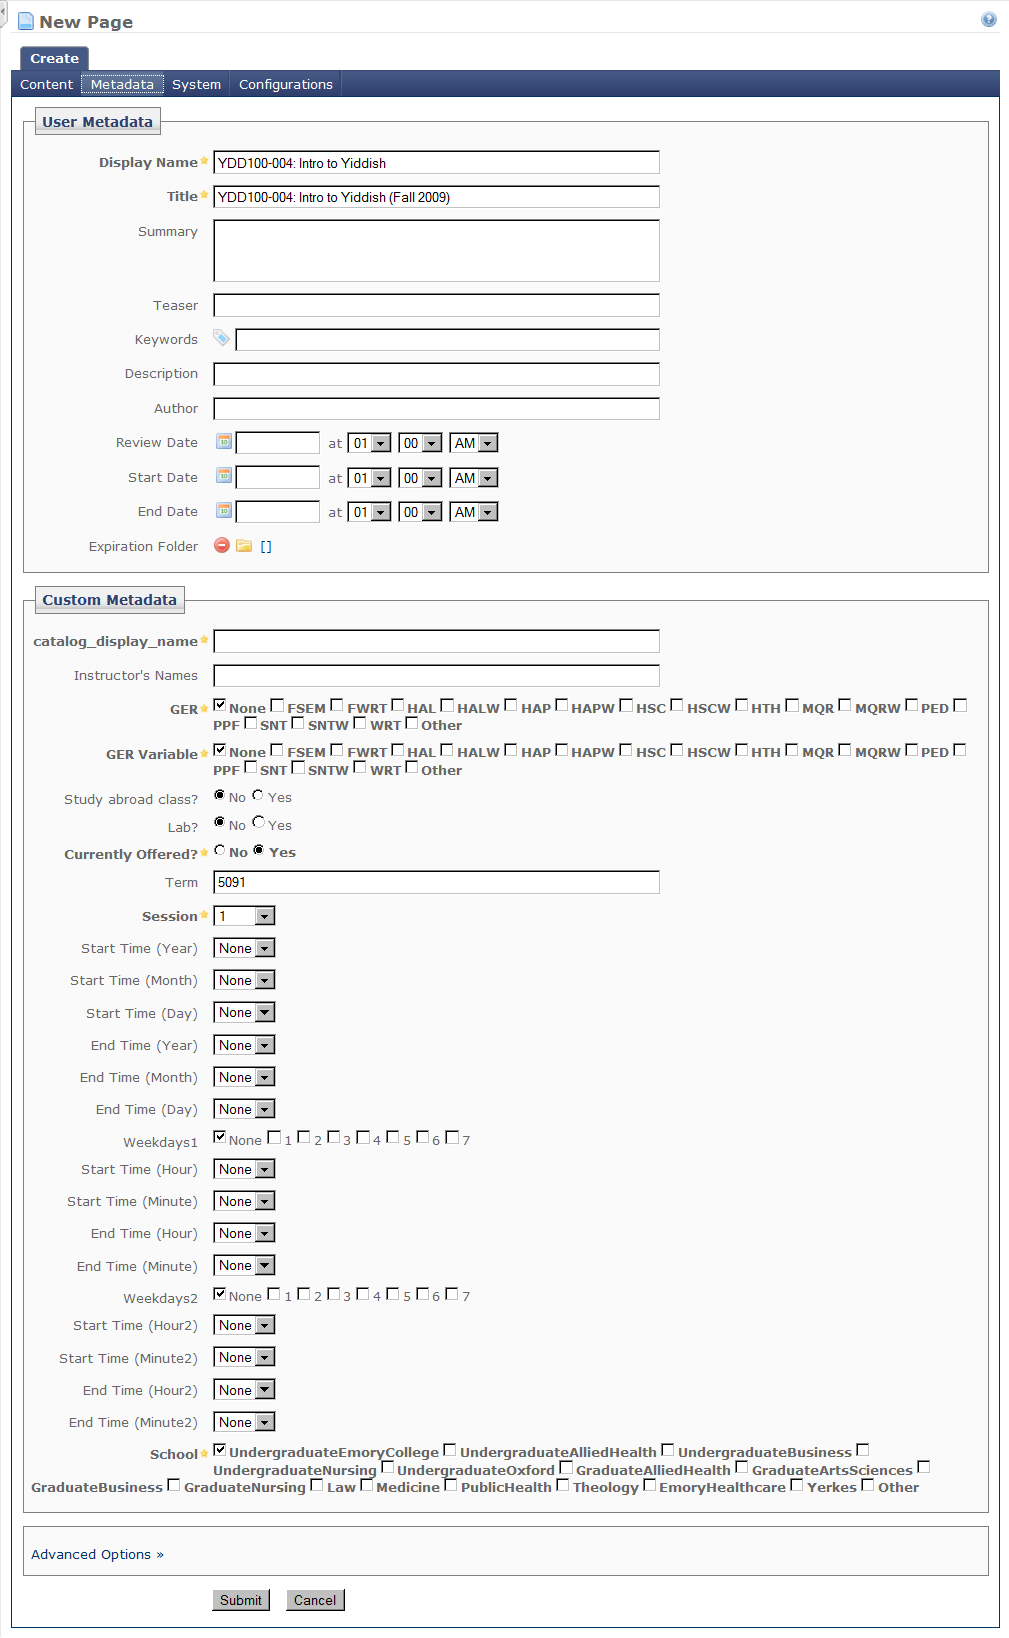 New Page
Create
Content Metadata System Configurations
User Metadata
Display Name YDD100-004: Intro to Yiddish
Title YDD100-004: Intro to Yiddish (Fall 2009)
Summary
Teaser
Keywords
Description
Author
Review Date at 01 00 AM
Start Date at 01 00 AM
End Date at 01 00 AM
Expiration Folder []
Custom Metadata
catalog_display_name
Instructor's Names
GER None FSEM FWRT HAL HALW HAP HAPW HSC HSCW HTH MQR MQRW PED
PPF SNT SNTW WRT Other
GER Variable None FSEM FWRT HAL HALW HAP HAPW HSC HSCW HTH MQR MQRW PED
PPF SNT SNTW WRT Other
Study abroad class? No Yes
Lab? No Yes
Currently Offered? No Yes
Term 5091
Session 1
Start Time (Year) None
Start Time (Month) None
Start Time (Day) None
End Time (Year) None
End Time (Month) None
End Time (Day) None
Weekdays1 None 1 2 3 4 5 6 7
Start Time (Hour) None
Start Time (Minute) None
End Time (Hour) None
End Time (Minute) None
Weekdays2 None 1 2 3 4 5 6 7
Start Time (Hour2) None
Start Time (Minute2) None
End Time (Hour2) None
End Time (Minute2) None
School UndergraduateEmoryCollege UndergraduateAlliedHealth UndergraduateBusiness
UndergraduateNursing UndergraduateOxford GraduateAlliedHealth GraduateArtsSciences
GraduateBusiness GraduateNursing Law Medicine PublicHealth Theology EmoryHealthcare Yerkes Other
Advanced Options »
Submit Cancel